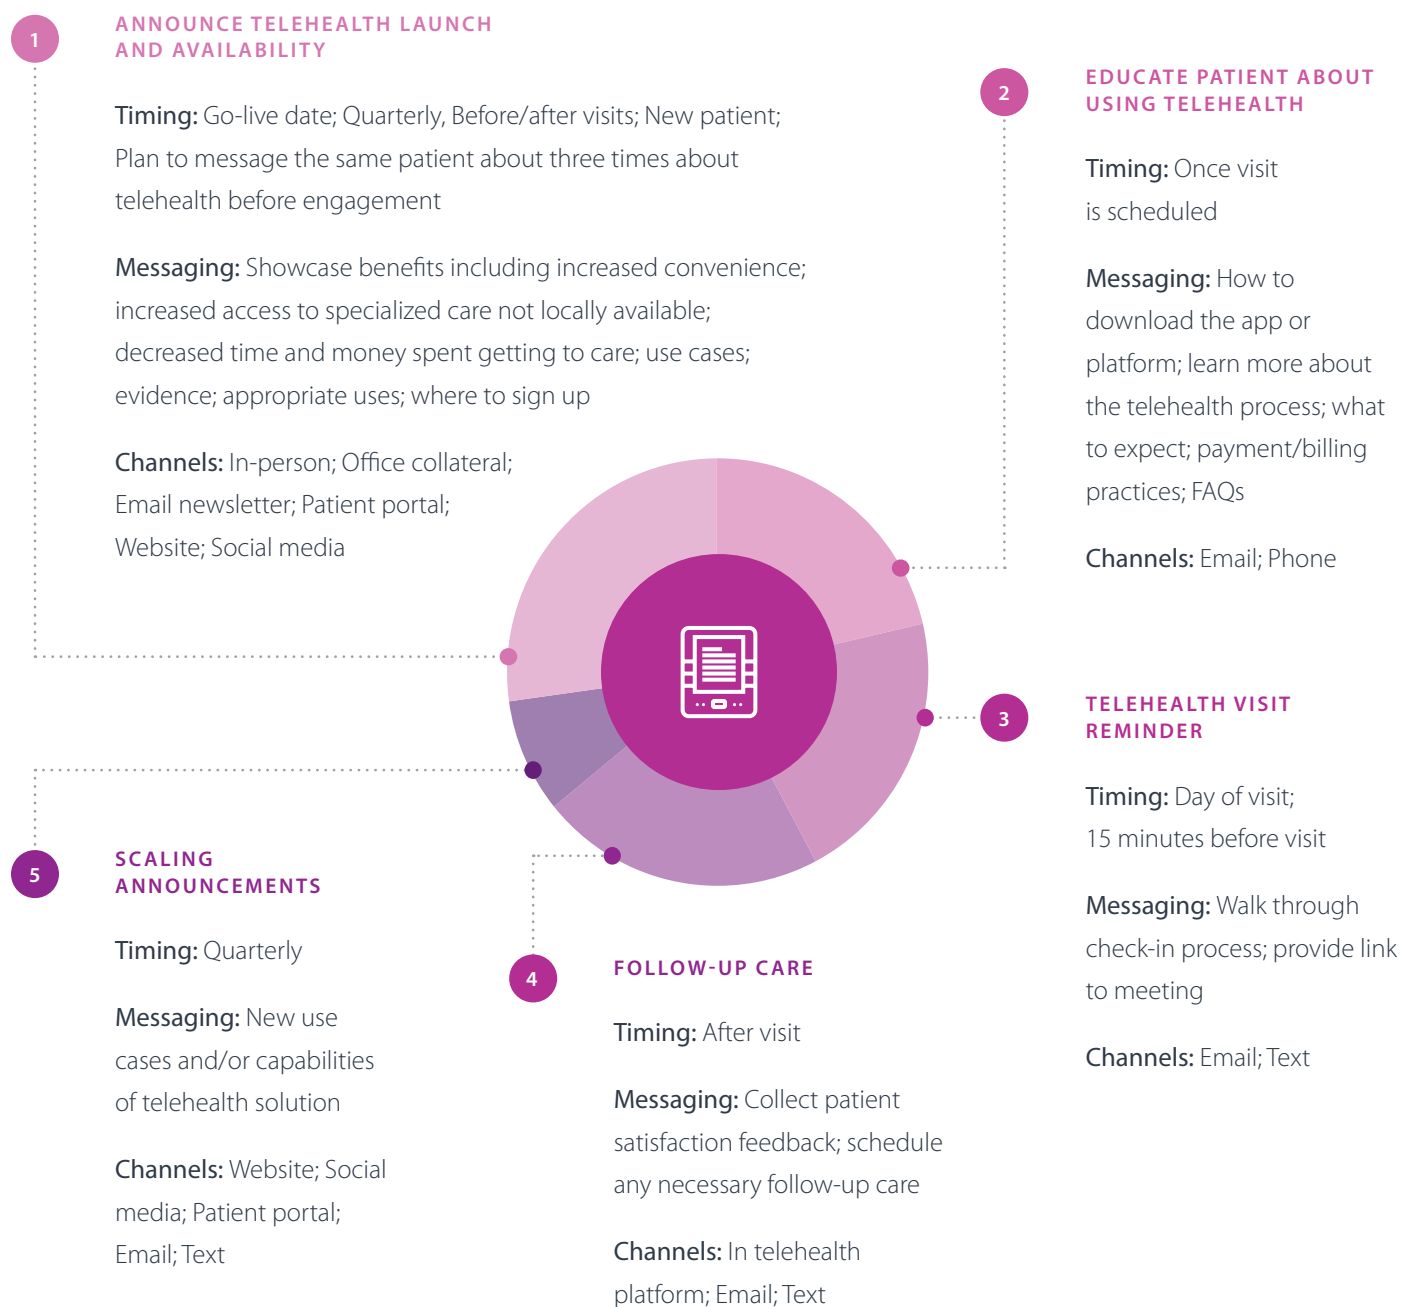 1
ANNOUNCE TELEHEALTH LAUNCH
AND AVAILABILITY
Timing: Go-live date; Quarterly, Before/after visits; New patient;
Plan to message the same patient about three times about
telehealth before engagement
Messaging: Showcase benefits including increased convenience;
increased access to specialized care not locally available;
decreased time and money spent getting to care; use cases;
evidence; appropriate uses; where to sign up
Channels: In-person; Office collateral;
Email newsletter; Patient portal;
Website; Social media
2
EDUCATE PATIENT ABOUT
USING TELEHEALTH
Timing: Once visit
is scheduled
Messaging: How to
download the app or
platform; learn more about
the telehealth process; what
to expect; payment/billing
practices; FAQs
Channels: Email; Phone
3
TELEHEALTH VISIT
REMINDER
Timing: Day of visit;
15 minutes before visit
Messaging: Walk through
check-in process; provide link
to meeting
Channels: Email; Text
4
FOLLOW-UP CARE
Timing: After visit
Messaging: Collect patient
satisfaction feedback; schedule
any necessary follow-up care
Channels: In telehealth
platform; Email; Text
5
SCALING
ANNOUNCEMENTS
Timing: Quarterly
Messaging: New use
cases and/or capabilities
of telehealth solution
Channels: Website; Social
media; Patient portal;
Email; Text